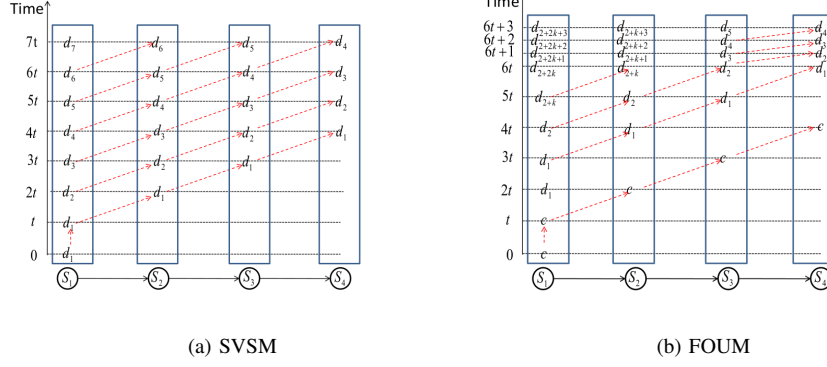 Time
7t d₇ d₆ d₅ d₄
6t d₆ d₅ d₄ d₃
5t d₅ d₄ d₃ d₂
4t d₄ d₃ d₂ d₁
3t d₃ d₂ d₁
2t d₂ d₁
t d₁
0 d₁
S₁ S₂ S₃ S₄
(a) SVSM
Time
6t+3 d₂₊₂ₖ₊₃ d₂₊ₖ₊₃ d₅ d₄
6t+2 d₂₊₂ₖ₊₂ d₂₊ₖ₊₂ d₄ d₃
6t+1 d₂₊₂ₖ₊₁ d₂₊ₖ₊₁ d₃ d₂
6t d₂₊₂ₖ d₂₊ₖ d₂ d₁
5t d₂₊ₖ d₂ d₁
4t d₂ d₁ c
3t d₁ c
2t d₁ c
t c
0 c
S₁ S₂ S₃ S₄
(b) FOUM